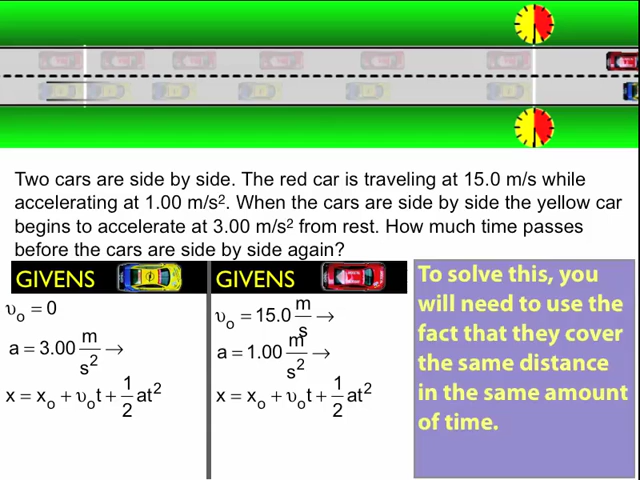 Two cars are side by side. The red car is traveling at 15.0 m/s while
accelerating at 1.00 m/s². When the cars are side by side the yellow car
begins to accelerate at 3.00 m/s² from rest. How much time passes
before the cars are side by side again?
GIVENS
υₒ = 0
a = 3.00 m/s² →
x = xₒ + υₒt + 1/2 at²
GIVENS
υₒ = 15.0 m/s →
a = 1.00 m/s² →
x = xₒ + υₒt + 1/2 at²
To solve this, you
will need to use the
fact that they cover
the same distance
in the same amount
of time.